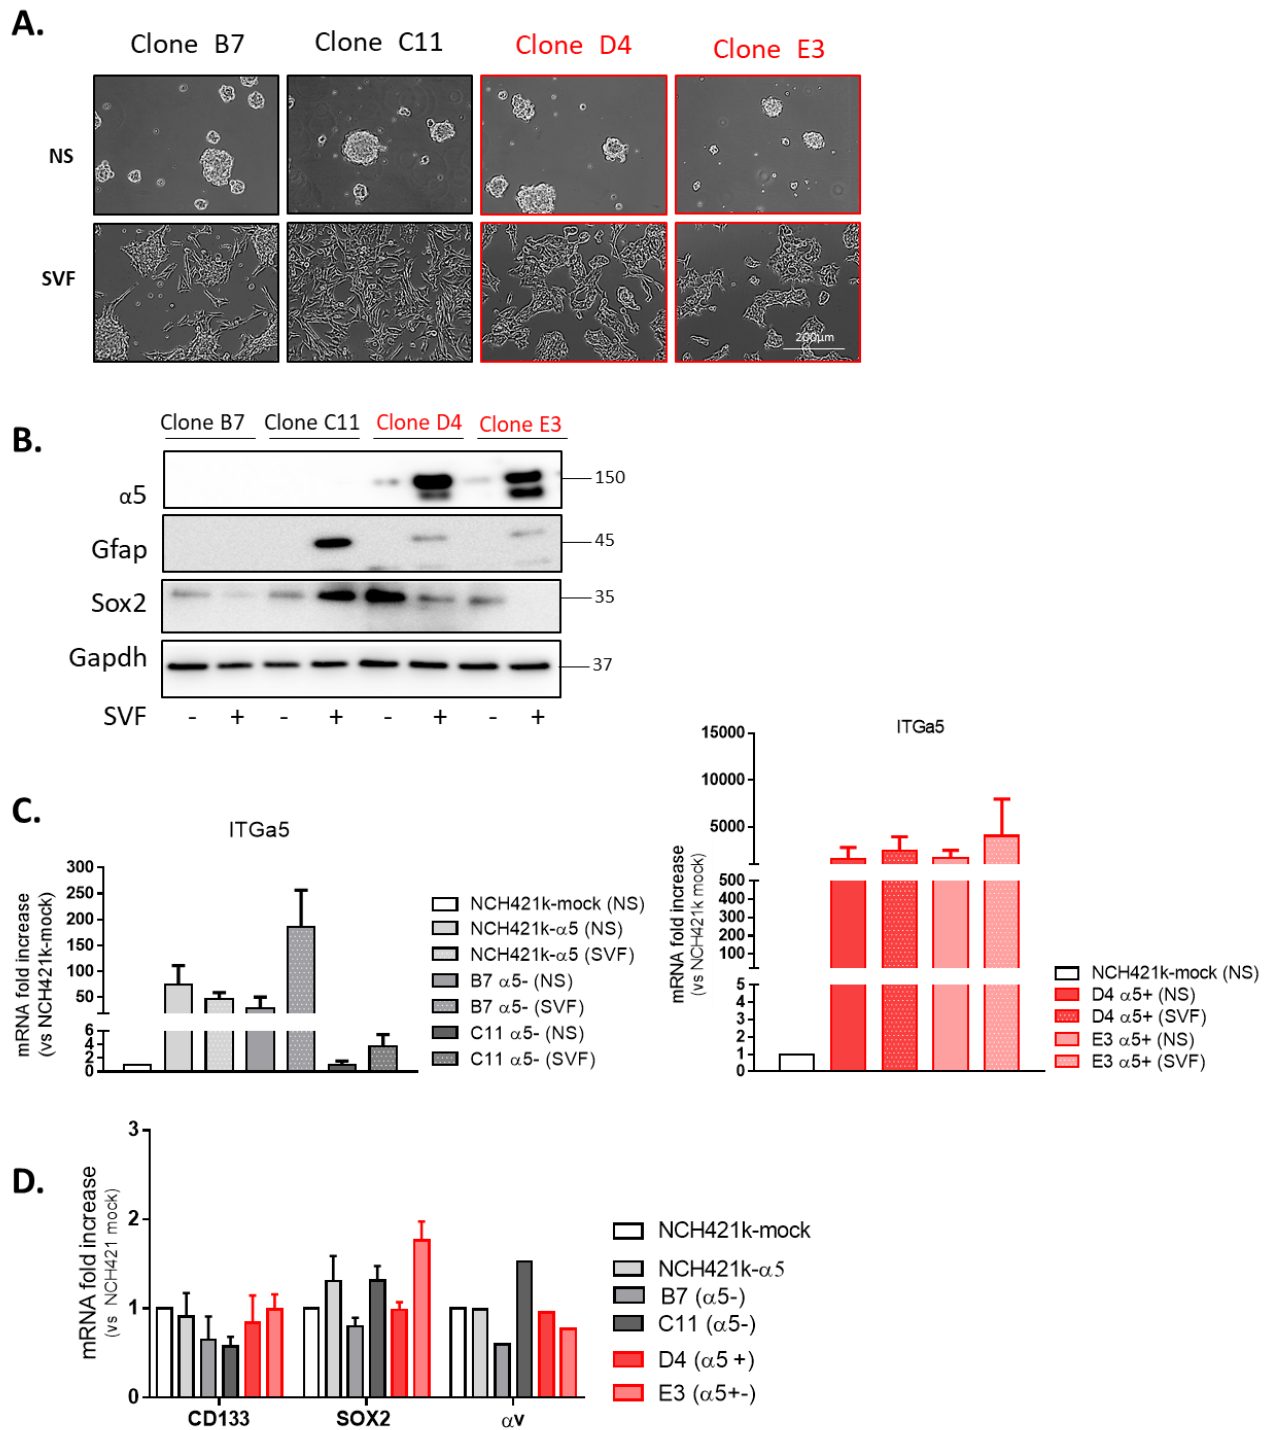 A.
Clone B7
Clone C11
Clone D4
Clone E3
NS
SVF
200µm
B.
Clone B7 Clone C11 Clone D4 Clone E3
α5
150
Gfap
45
Sox2
35
Gapdh
37
SVF - + - + - + - +
C.
ITGa5
mRNA fold increase
(vs NCH421k-mock)
300
250
200
150
100
50
6
4
2
0
NCH421k-mock (NS)
NCH421k-α5 (NS)
NCH421k-α5 (SVF)
B7 α5- (NS)
B7 α5- (SVF)
C11 α5- (NS)
C11 α5- (SVF)
ITGa5
mRNA fold increase
(vs NCH421k mock)
15000
10000
5000
500
400
300
200
100
5
4
3
2
1
0
NCH421k-mock (NS)
D4 α5+ (NS)
D4 α5+ (SVF)
E3 α5+ (NS)
E3 α5+ (SVF)
D.
mRNA fold increase
(vs NCH421 mock)
3
2
1
0
CD133 SOX2 αv
NCH421k-mock
NCH421k-α5
B7 (α5-)
C11 (α5-)
D4 (α5 +)
E3 (α5+-)